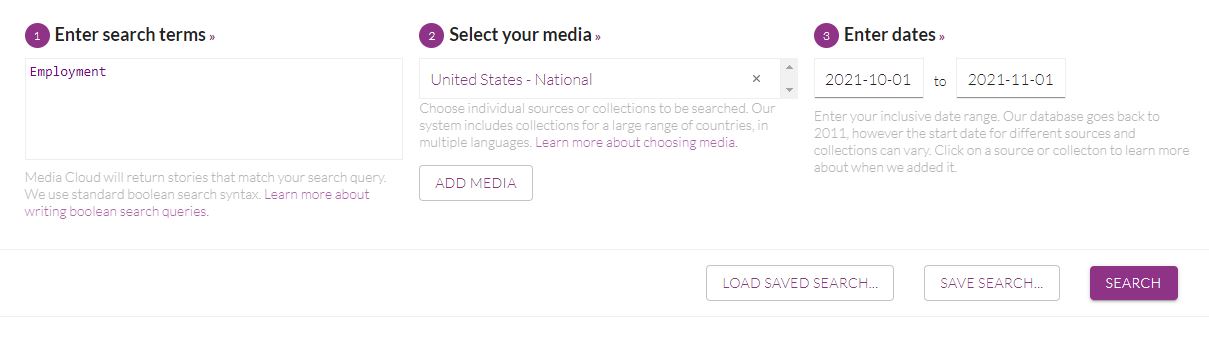 1 Enter search terms »
Employment
Media Cloud will return stories that match your search query.
We use standard boolean search syntax. Learn more about
writing boolean search queries.
2 Select your media »
United States - National ×
Choose individual sources or collections to be searched. Our
system includes collections for a large range of countries, in
multiple languages. Learn more about choosing media.
ADD MEDIA
3 Enter dates »
2021-10-01 to 2021-11-01
Enter your inclusive date range. Our database goes back to
2011, however the start date for different sources and
collections can vary. Click on a source or collecton to learn more
about when we added it.
LOAD SAVED SEARCH... SAVE SEARCH... SEARCH